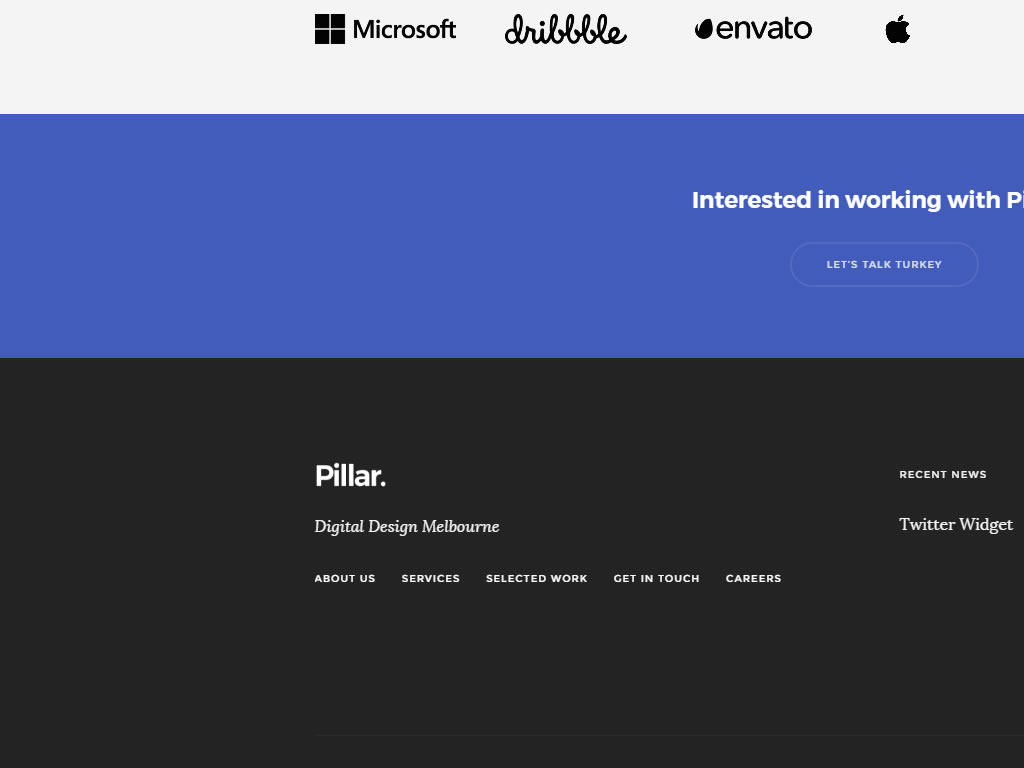 Microsoft dribbble envato
Interested in working with
LET'S TALK TURKEY
Pillar.
RECENT NEWS
Digital Design Melbourne
Twitter Widget
ABOUT US SERVICES SELECTED WORK GET IN TOUCH CAREERS